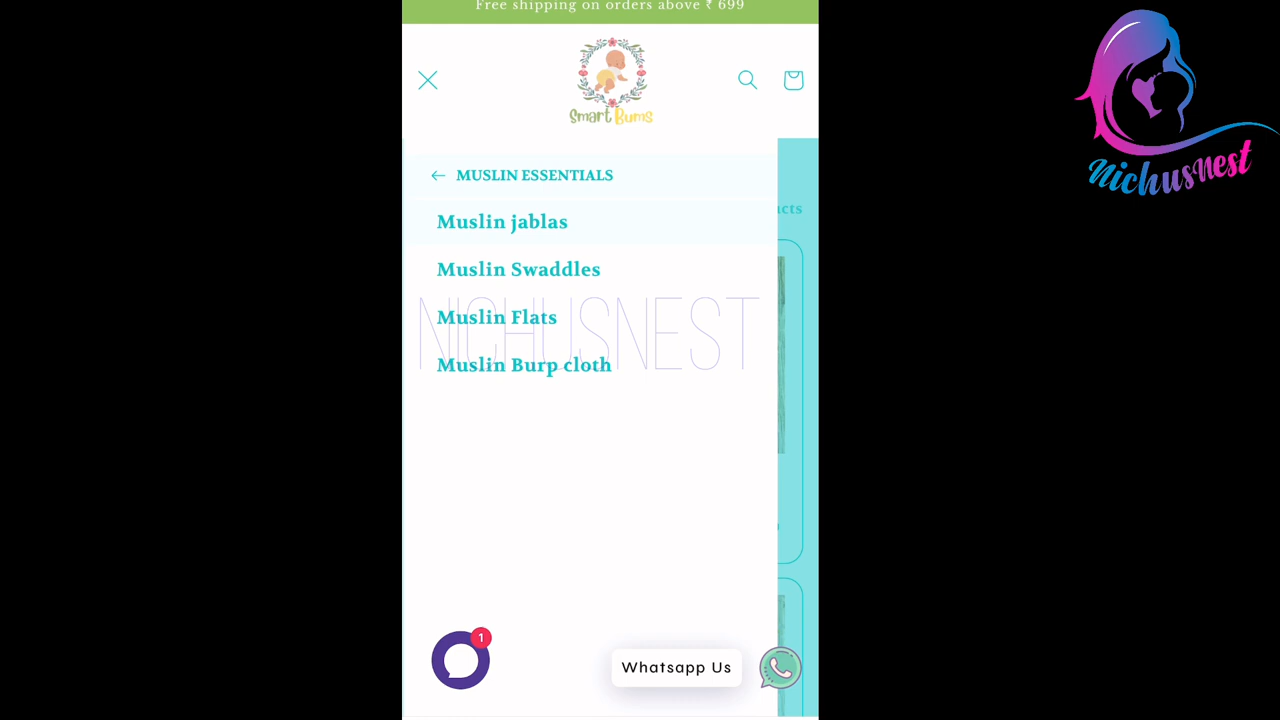 Free shipping on orders above ₹ 699
Smart Bums
MUSLIN ESSENTIALS
Muslin jablas
Muslin Swaddles
Muslin Flats
Muslin Burp cloth
NICHUSNEST
1
Whatsapp Us
Nichusnest